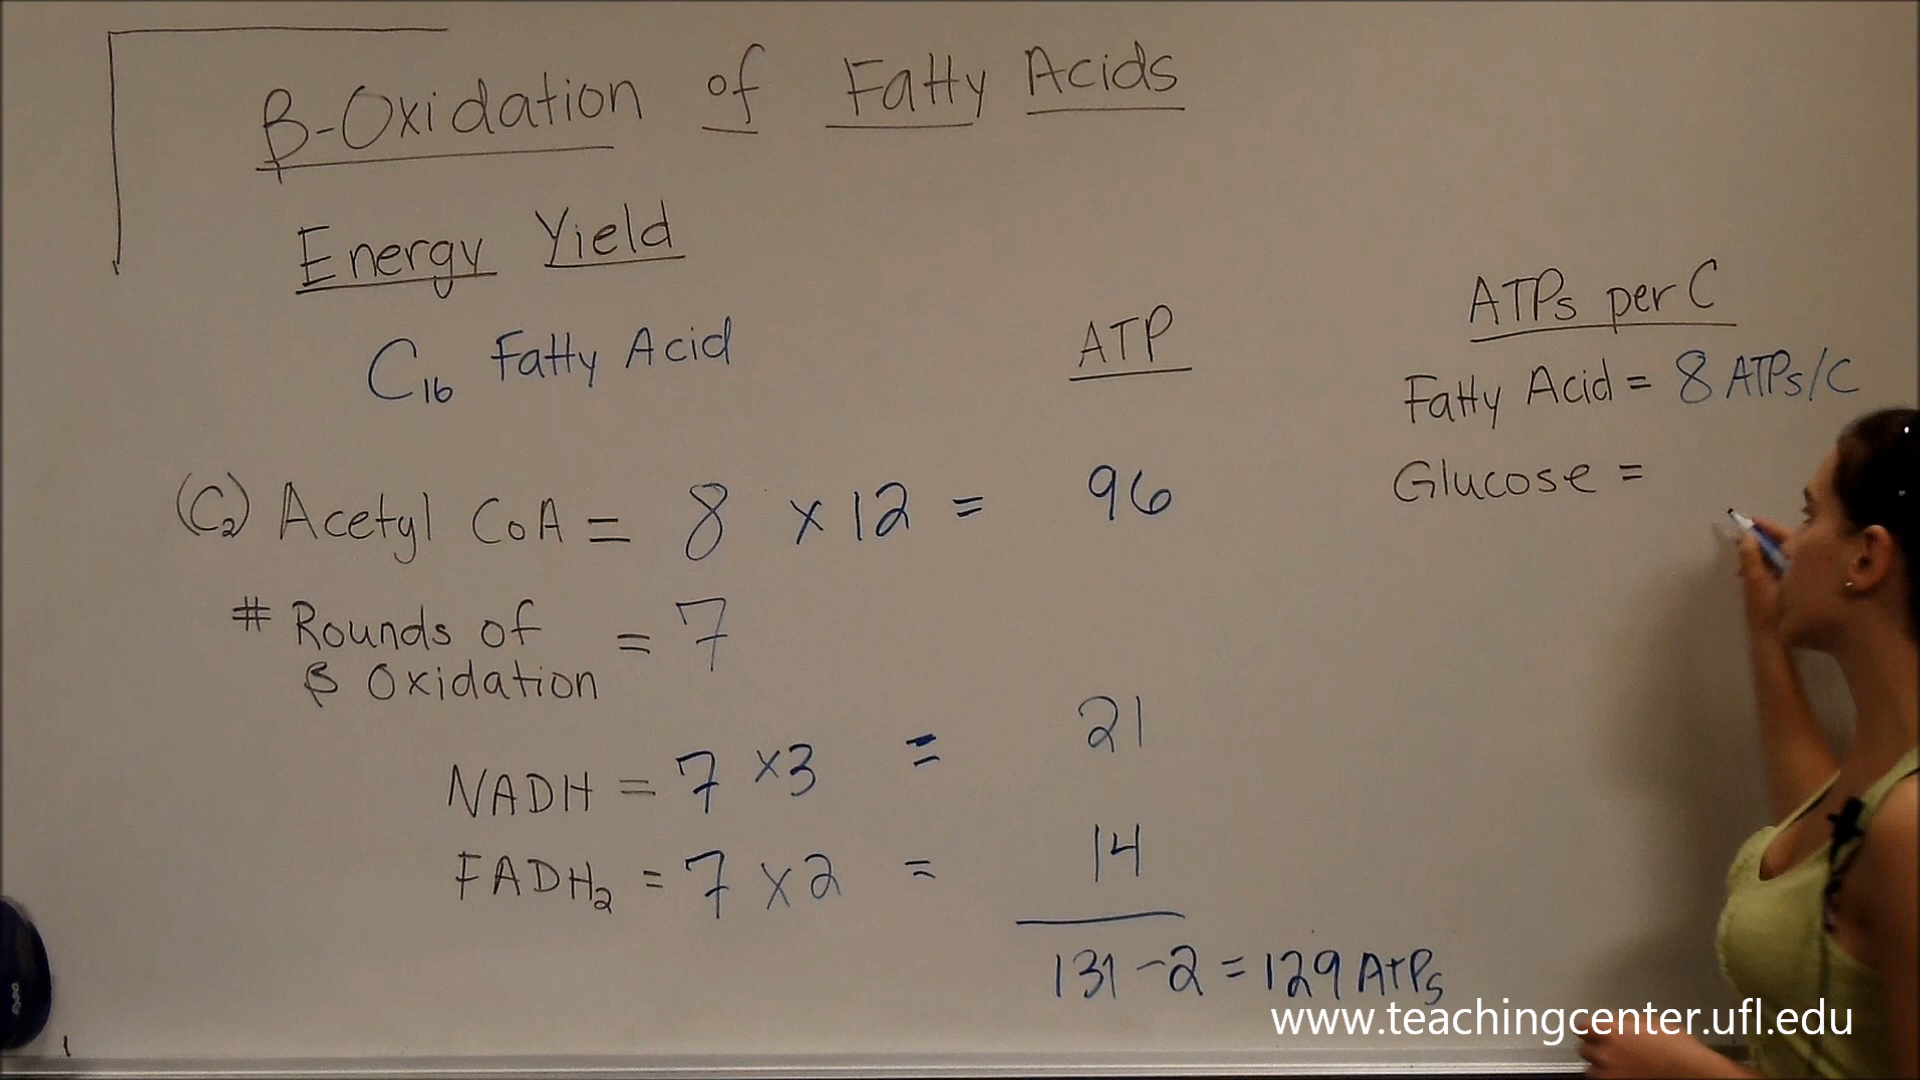 β-Oxidation of Fatty Acids
Energy Yield
C16 Fatty Acid
ATP
(C2) Acetyl CoA = 8 x 12 = 96
# Rounds of = 7
β Oxidation
NADH = 7 x 3 = 21
FADH2 = 7 x 2 = 14
131 - 2 = 129 ATPs
ATPs per C
Fatty Acid = 8 ATPs/C
Glucose =
www.teachingcenter.ufl.edu
EXPO